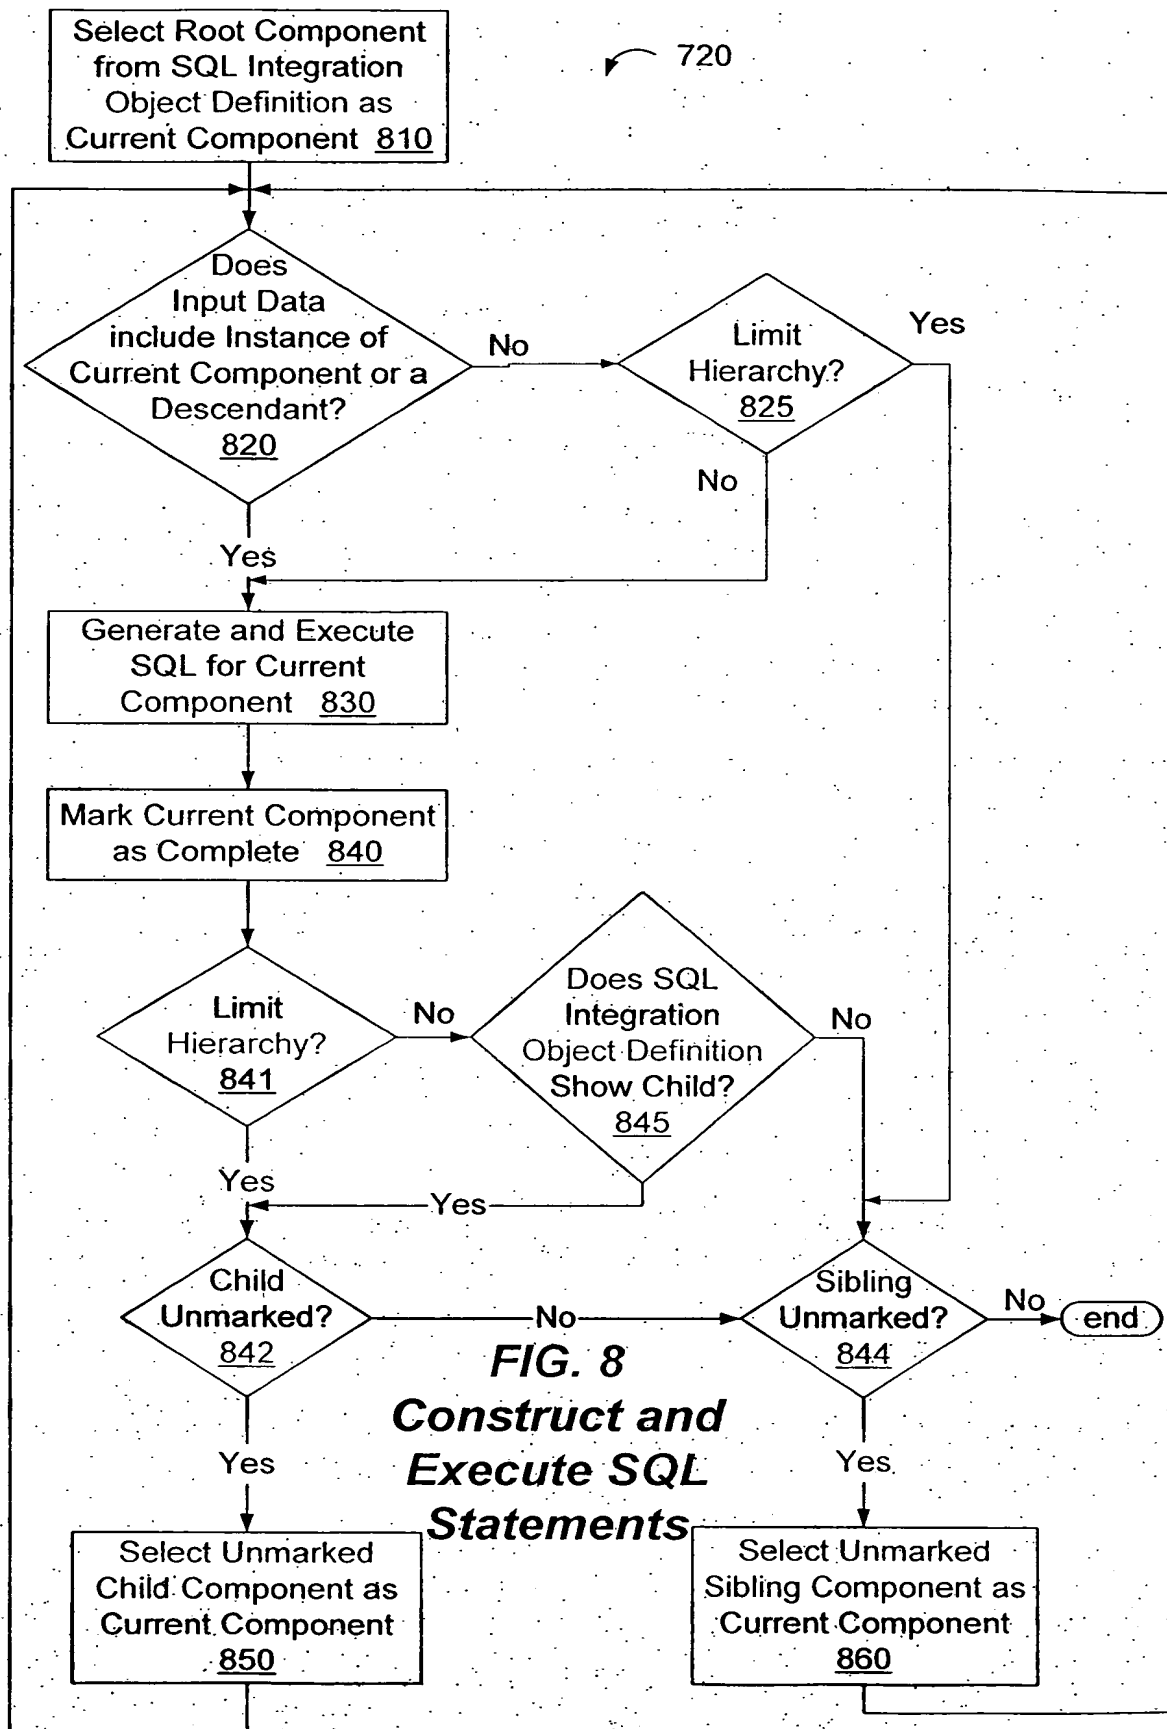 Select Root Component
from SQL Integration
Object Definition as
Current Component 810
720
Does
Input Data
include Instance of
Current Component or a
Descendant?
820
No
Limit
Hierarchy?
825
Yes
No
Yes
Generate and Execute
SQL for Current
Component 830
Mark Current Component
as Complete 840
Limit
Hierarchy?
841
No
Does SQL
Integration
Object Definition
Show Child?
845
No
Yes
Yes
Child
Unmarked?
842
No
Sibling
Unmarked?
844
No
end
FIG. 8
Construct and
Execute SQL
Statements
Yes
Yes
Select Unmarked
Child Component as
Current Component
850
Select Unmarked
Sibling Component as
Current Component
860